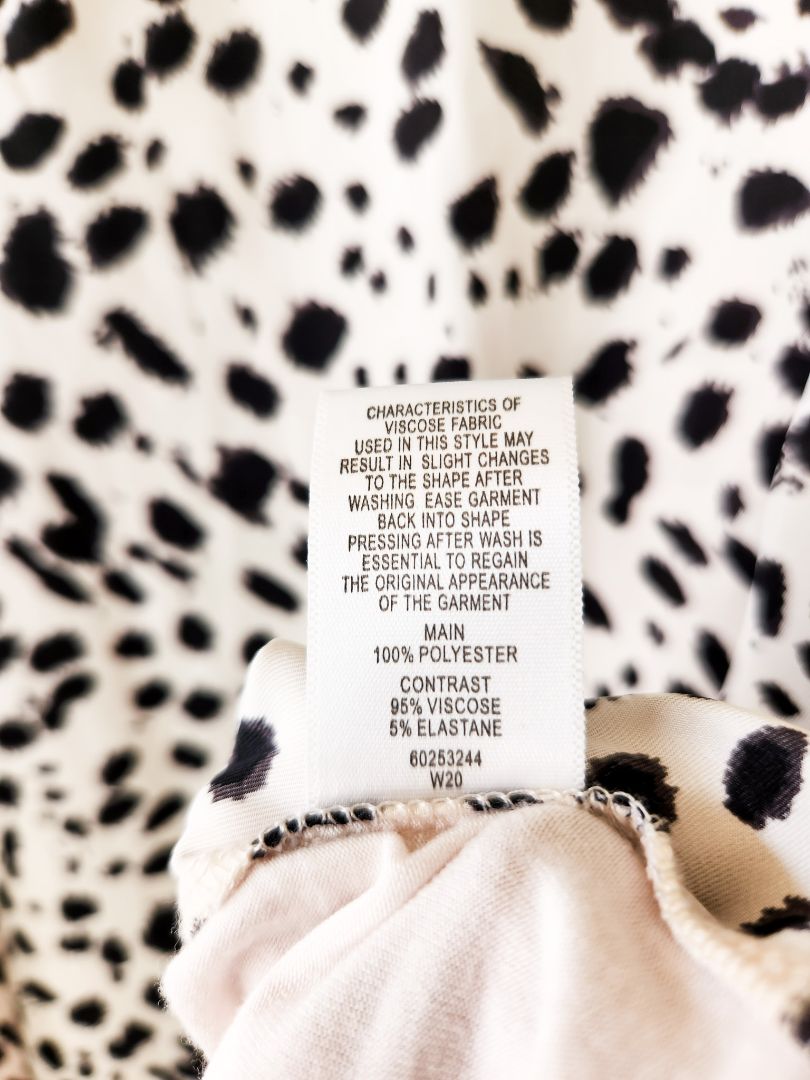 CHARACTERISTICS OF
VISCOSE FABRIC
USED IN THIS STYLE MAY
RESULT IN SLIGHT CHANGES
TO THE SHAPE AFTER
WASHING EASE GARMENT
BACK INTO SHAPE
PRESSING AFTER WASH IS
ESSENTIAL TO REGAIN
THE ORIGINAL APPEARANCE
OF THE GARMENT
MAIN
100% POLYESTER
CONTRAST
95% VISCOSE
5% ELASTANE
60253244
W20